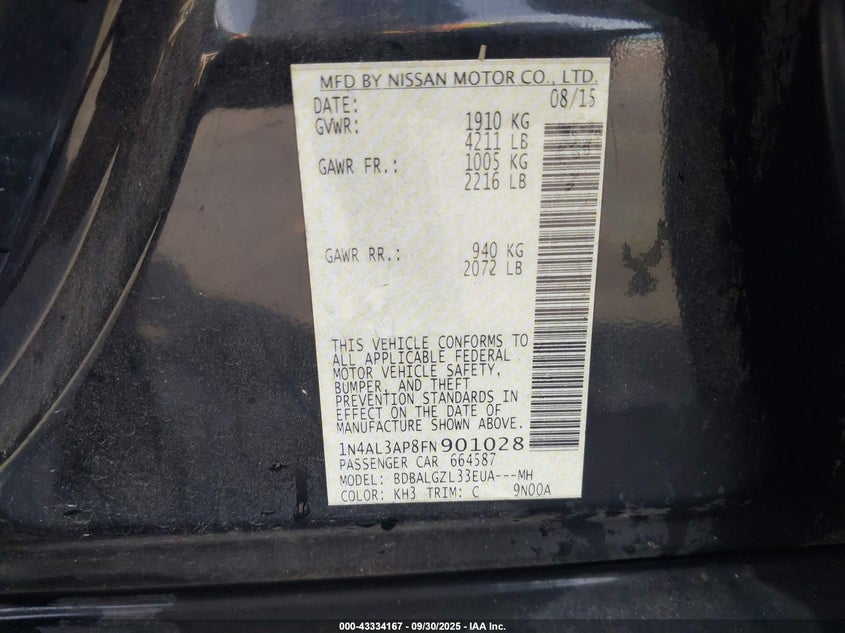 MFD BY NISSAN MOTOR CO., LTD.
DATE: 08/15
GVWR: 1910 KG
4211 LB
GAWR FR.: 1005 KG
2216 LB
GAWR RR.: 940 KG
2072 LB
THIS VEHICLE CONFORMS TO
ALL APPLICABLE FEDERAL
MOTOR VEHICLE SAFETY,
BUMPER, AND THEFT
PREVENTION STANDARDS IN
EFFECT ON THE DATE OF
MANUFACTURE SHOWN ABOVE.
1N4AL3AP8FN901028
PASSENGER CAR 664587
MODEL: BDBALGZL33EUA---MH
COLOR: KH3 TRIM: C 9N00A
000-43334167 - 09/30/2025 - IAA Inc.